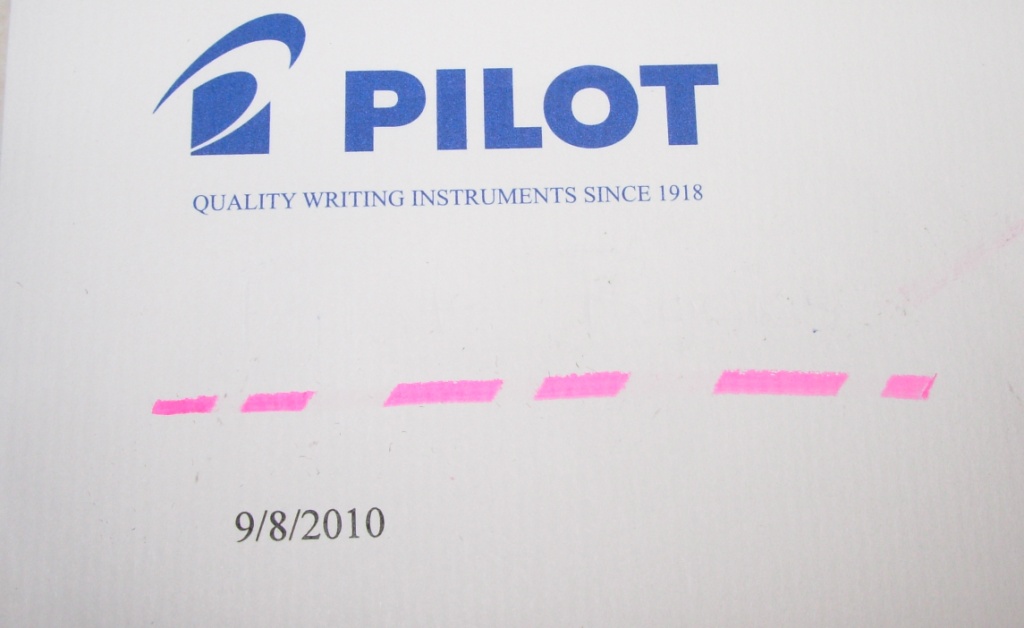 PILOT
QUALITY WRITING INSTRUMENTS SINCE 1918
9/8/2010